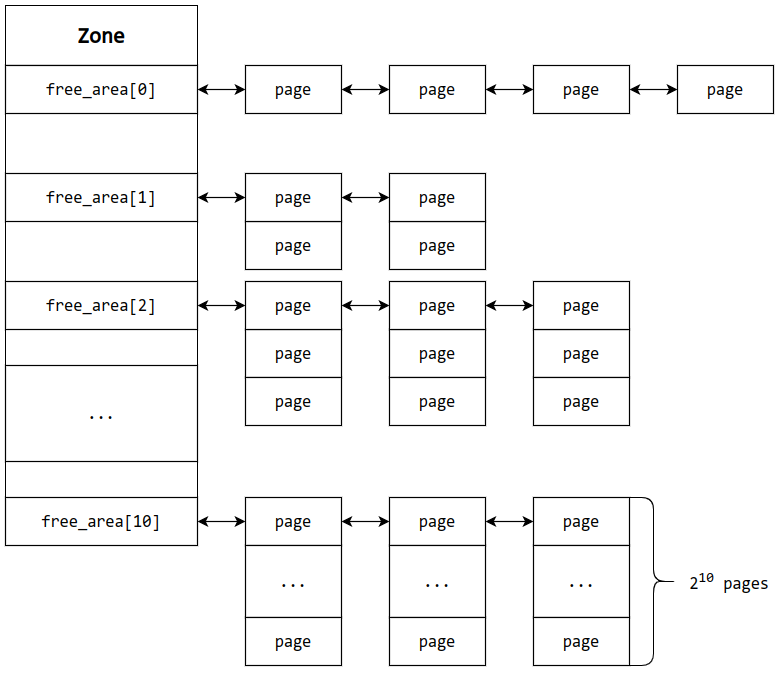 Zone
free_area[0] page page page page
free_area[1] page page
page page
free_area[2] page page page
page page page
... page page page
free_area[10] page page page
... ... ... 2^10 pages
page page page